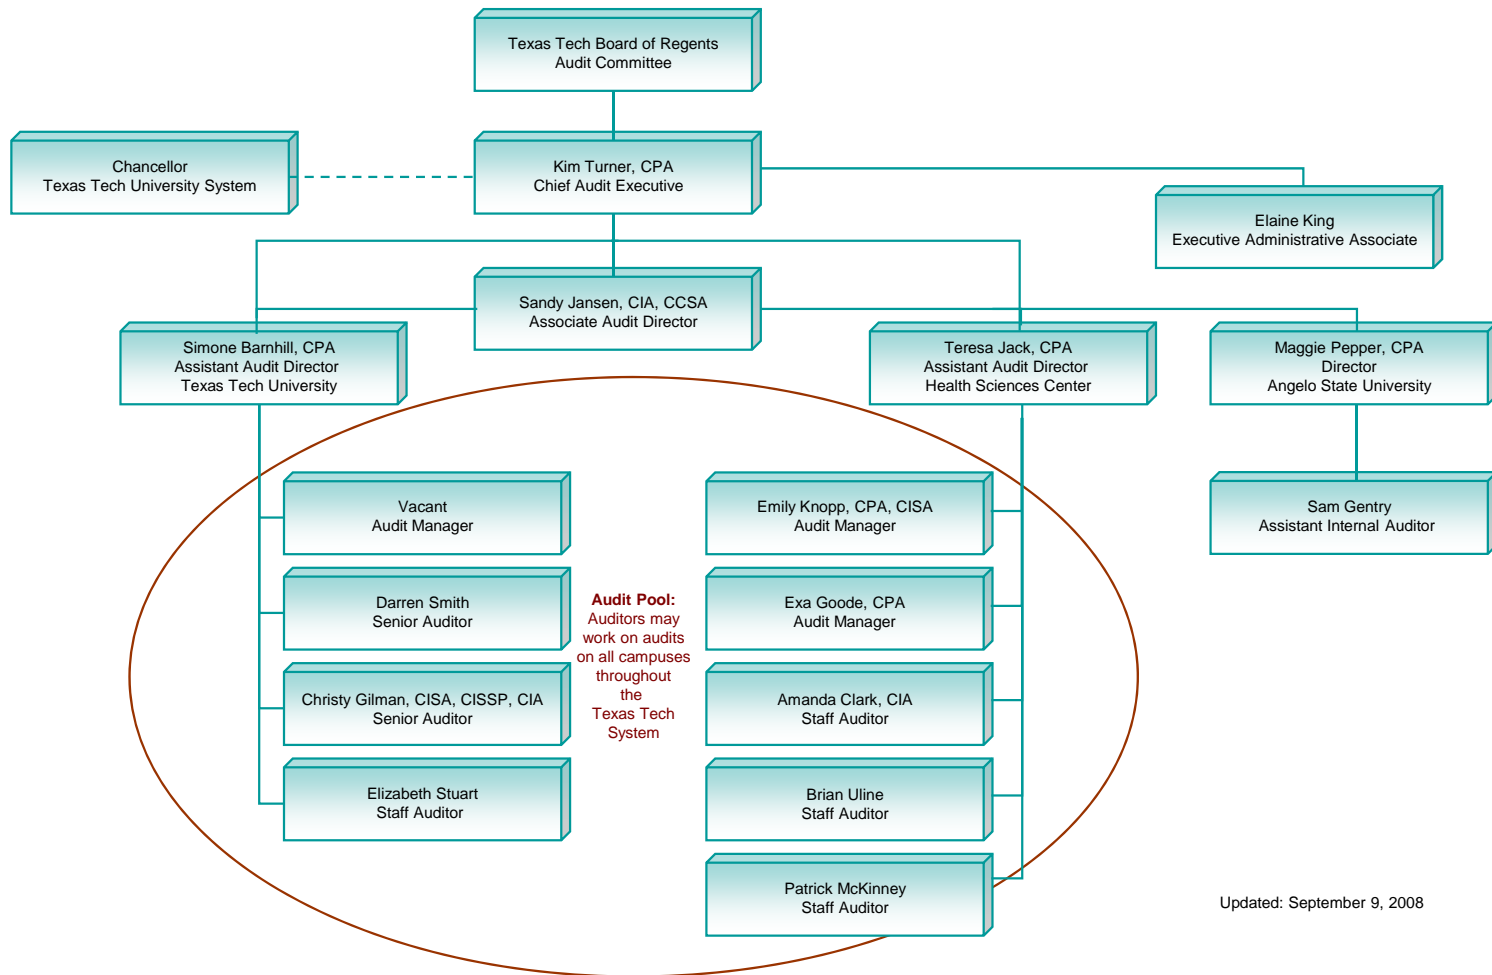 Texas Tech Board of Regents
Audit Committee
Chancellor
Texas Tech University System
Kim Turner, CPA
Chief Audit Executive
Elaine King
Executive Administrative Associate
Sandy Jansen, CIA, CCSA
Associate Audit Director
Simone Barnhill, CPA
Assistant Audit Director
Texas Tech University
Teresa Jack, CPA
Assistant Audit Director
Health Sciences Center
Maggie Pepper, CPA
Director
Angelo State University
Vacant
Audit Manager
Darren Smith
Senior Auditor
Christy Gilman, CISA, CISSP, CIA
Senior Auditor
Elizabeth Stuart
Staff Auditor
Audit Pool:
Auditors may
work on audits
on all campuses
throughout
the
Texas Tech
System
Emily Knopp, CPA, CISA
Audit Manager
Exa Goode, CPA
Audit Manager
Amanda Clark, CIA
Staff Auditor
Brian Uline
Staff Auditor
Patrick McKinney
Staff Auditor
Sam Gentry
Assistant Internal Auditor
Updated: September 9, 2008